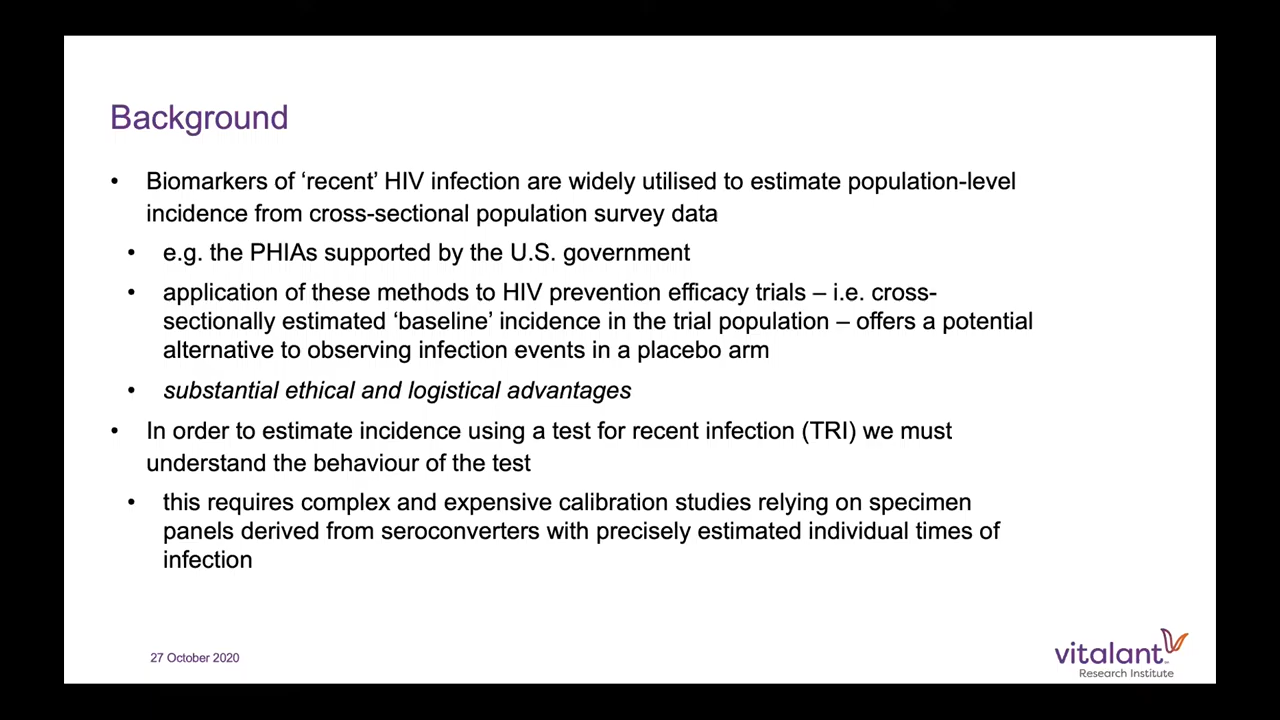 Background
• Biomarkers of ‘recent’ HIV infection are widely utilised to estimate population-level
incidence from cross-sectional population survey data
• e.g. the PHIAs supported by the U.S. government
• application of these methods to HIV prevention efficacy trials – i.e. cross-
sectionally estimated ‘baseline’ incidence in the trial population – offers a potential
alternative to observing infection events in a placebo arm
• substantial ethical and logistical advantages
• In order to estimate incidence using a test for recent infection (TRI) we must
understand the behaviour of the test
• this requires complex and expensive calibration studies relying on specimen
panels derived from seroconverters with precisely estimated individual times of
infection
27 October 2020
vitalant
Research Institute